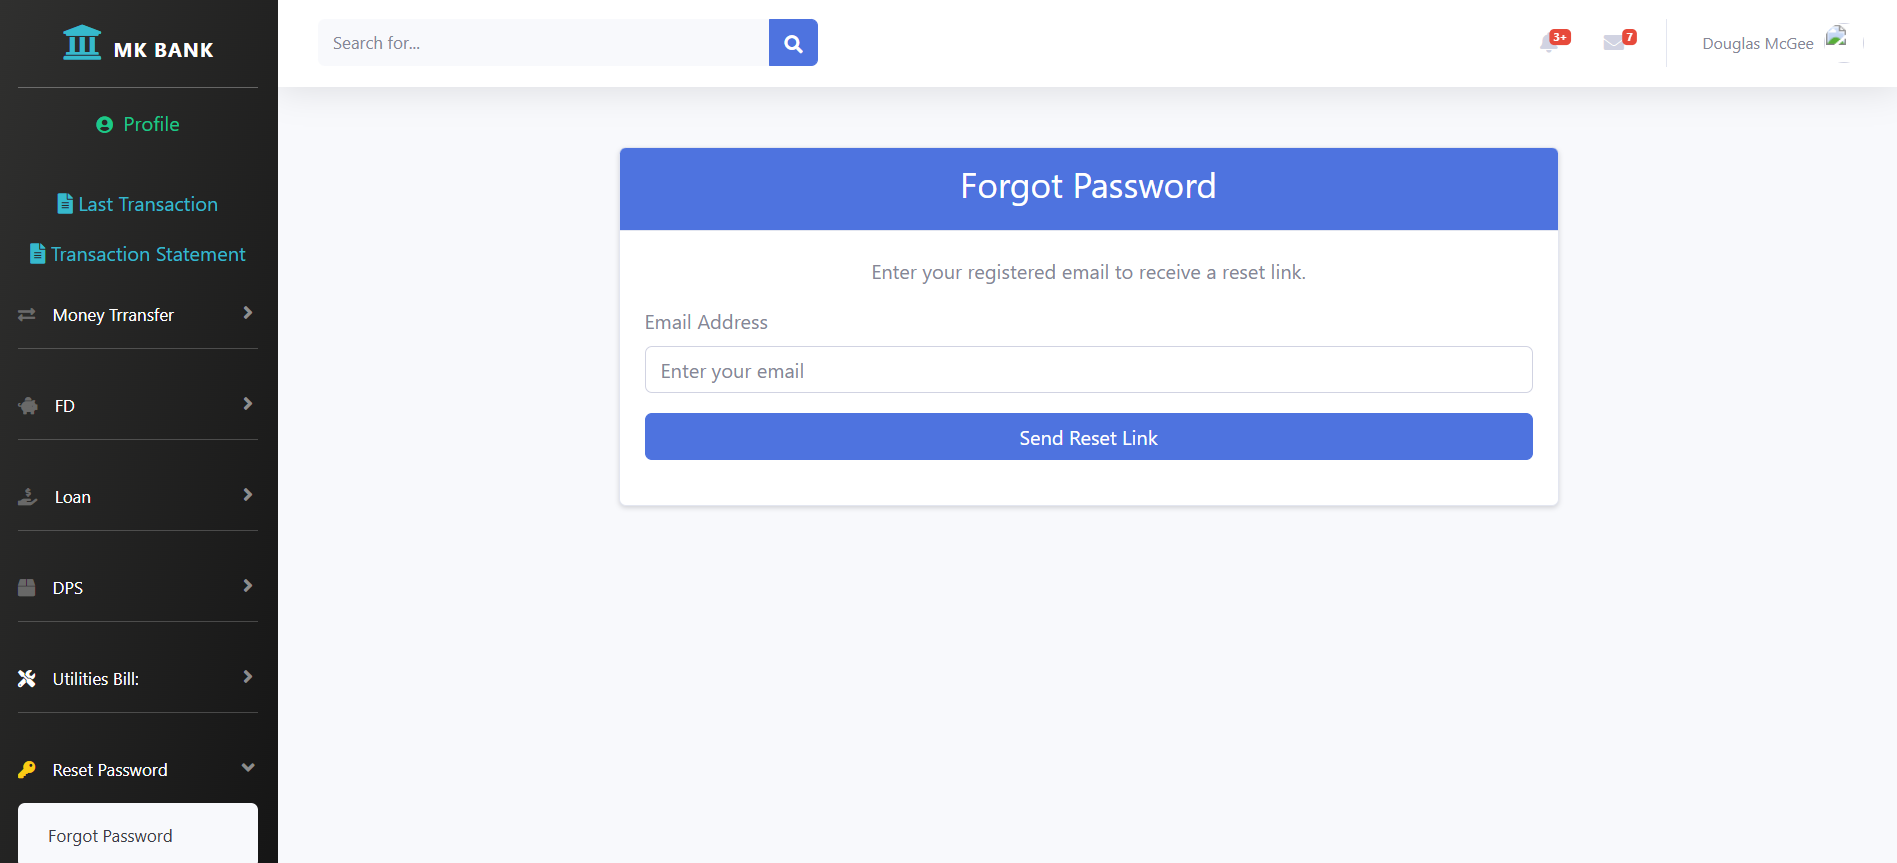 MK BANK
Profile
Last Transaction
Transaction Statement
Money Trransfer
FD
Loan
DPS
Utilities Bill:
Reset Password
Forgot Password
Search for...
3+
7
Douglas McGee
Forgot Password
Enter your registered email to receive a reset link.
Email Address
Enter your email
Send Reset Link